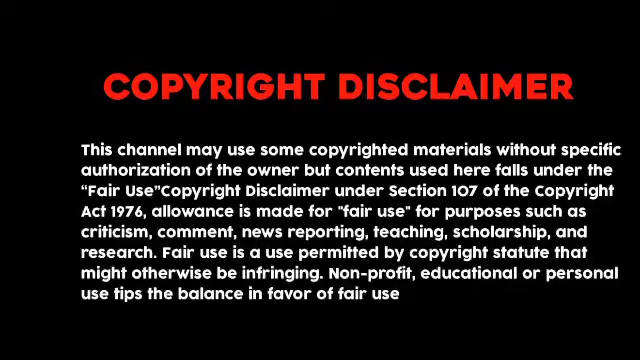 COPYRIGHT DISCLAIMER
This channel may use some copyrighted materials without specific
authorization of the owner but contents used here falls under the
“Fair Use”Copyright Disclaimer under Section 107 of the Copyright
Act 1976, allowance is made for "fair use" for purposes such as
criticism, comment, news reporting, teaching, scholarship, and
research. Fair use is a use permitted by copyright statute that
might otherwise be infringing. Non-profit, educational or personal
use tips the balance in favor of fair use